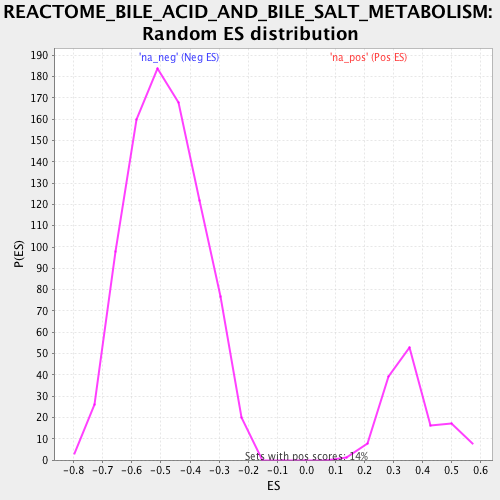 REACTOME_BILE_ACID_AND_BILE_SALT_METABOLISM:
Random ES distribution
'na_neg' (Neg ES) 'na_pos' (Pos ES)
190
180
170
160
150
140
130
120
110
100
90
80
70
60
50
40
30
20
10
0
P(ES)
Sets with pos scores: 14%
-0.8 -0.7 -0.6 -0.5 -0.4 -0.3 -0.2 -0.1 0.0 0.1 0.2 0.3 0.4 0.5 0.6
ES